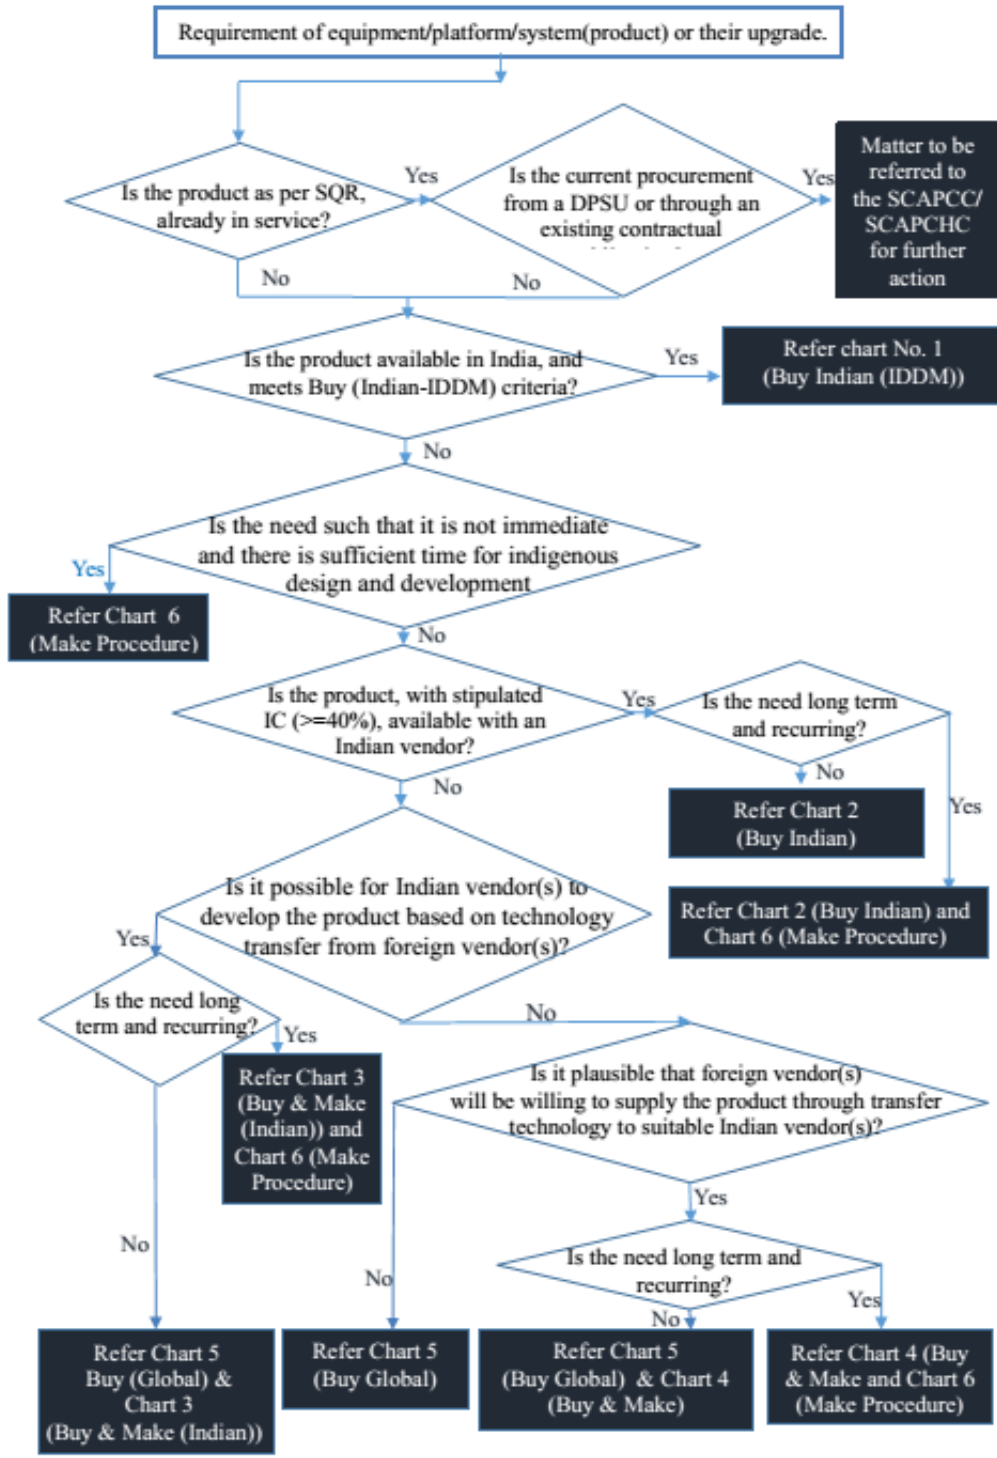 Requirement of equipment/platform/system(product) or their upgrade.
Is the product as per SQR,
already in service?
Yes
Is the current procurement
from a DPSU or through an
existing contractual
Yes
Matter to be
referred to
the SCAPCC/
SCAPCHC
for further
action
No
No
Is the product available in India, and
meets Buy (Indian-IDDM) criteria?
Yes
Refer chart No. 1
(Buy Indian (IDDM))
No
Is the need such that it is not immediate
and there is sufficient time for indigenous
design and development
Yes
Refer Chart 6
(Make Procedure)
No
Is the product, with stipulated
IC (>=40%), available with an
Indian vendor?
Yes
Is the need long term
and recurring?
No
Refer Chart 2
(Buy Indian)
Yes
Refer Chart 2 (Buy Indian) and
Chart 6 (Make Procedure)
No
Is it possible for Indian vendor(s) to
develop the product based on technology
transfer from foreign vendor(s)?
Yes
Is the need long
term and recurring?
Yes
Refer Chart 3
(Buy & Make
(Indian)) and
Chart 6 (Make
Procedure)
No
Is it plausible that foreign vendor(s)
will be willing to supply the product through transfer
technology to suitable Indian vendor(s)?
Yes
Is the need long term and
recurring?
No
No
No
Yes
Refer Chart 5
Buy (Global) &
Chart 3
(Buy & Make (Indian))
Refer Chart 5
(Buy Global)
Refer Chart 5
(Buy Global) & Chart 4
(Buy & Make)
Refer Chart 4 (Buy
& Make and Chart 6
(Make Procedure)